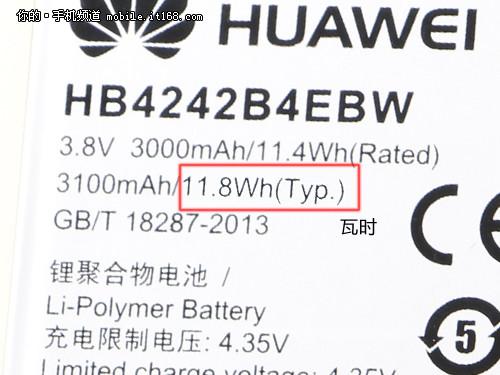 你的·手机频道 mobile.it168.com
HUAWEI
HB4242B4EBW
3.8V 3000mAh/11.4Wh(Rated)
3100mAh/11.8Wh(Typ.)
GB/T 18287-2013
瓦时
CE
锂聚合物电池 /
Li-Polymer Battery
充电限制电压: 4.35V
5
Limited charge voltage: 4.35V